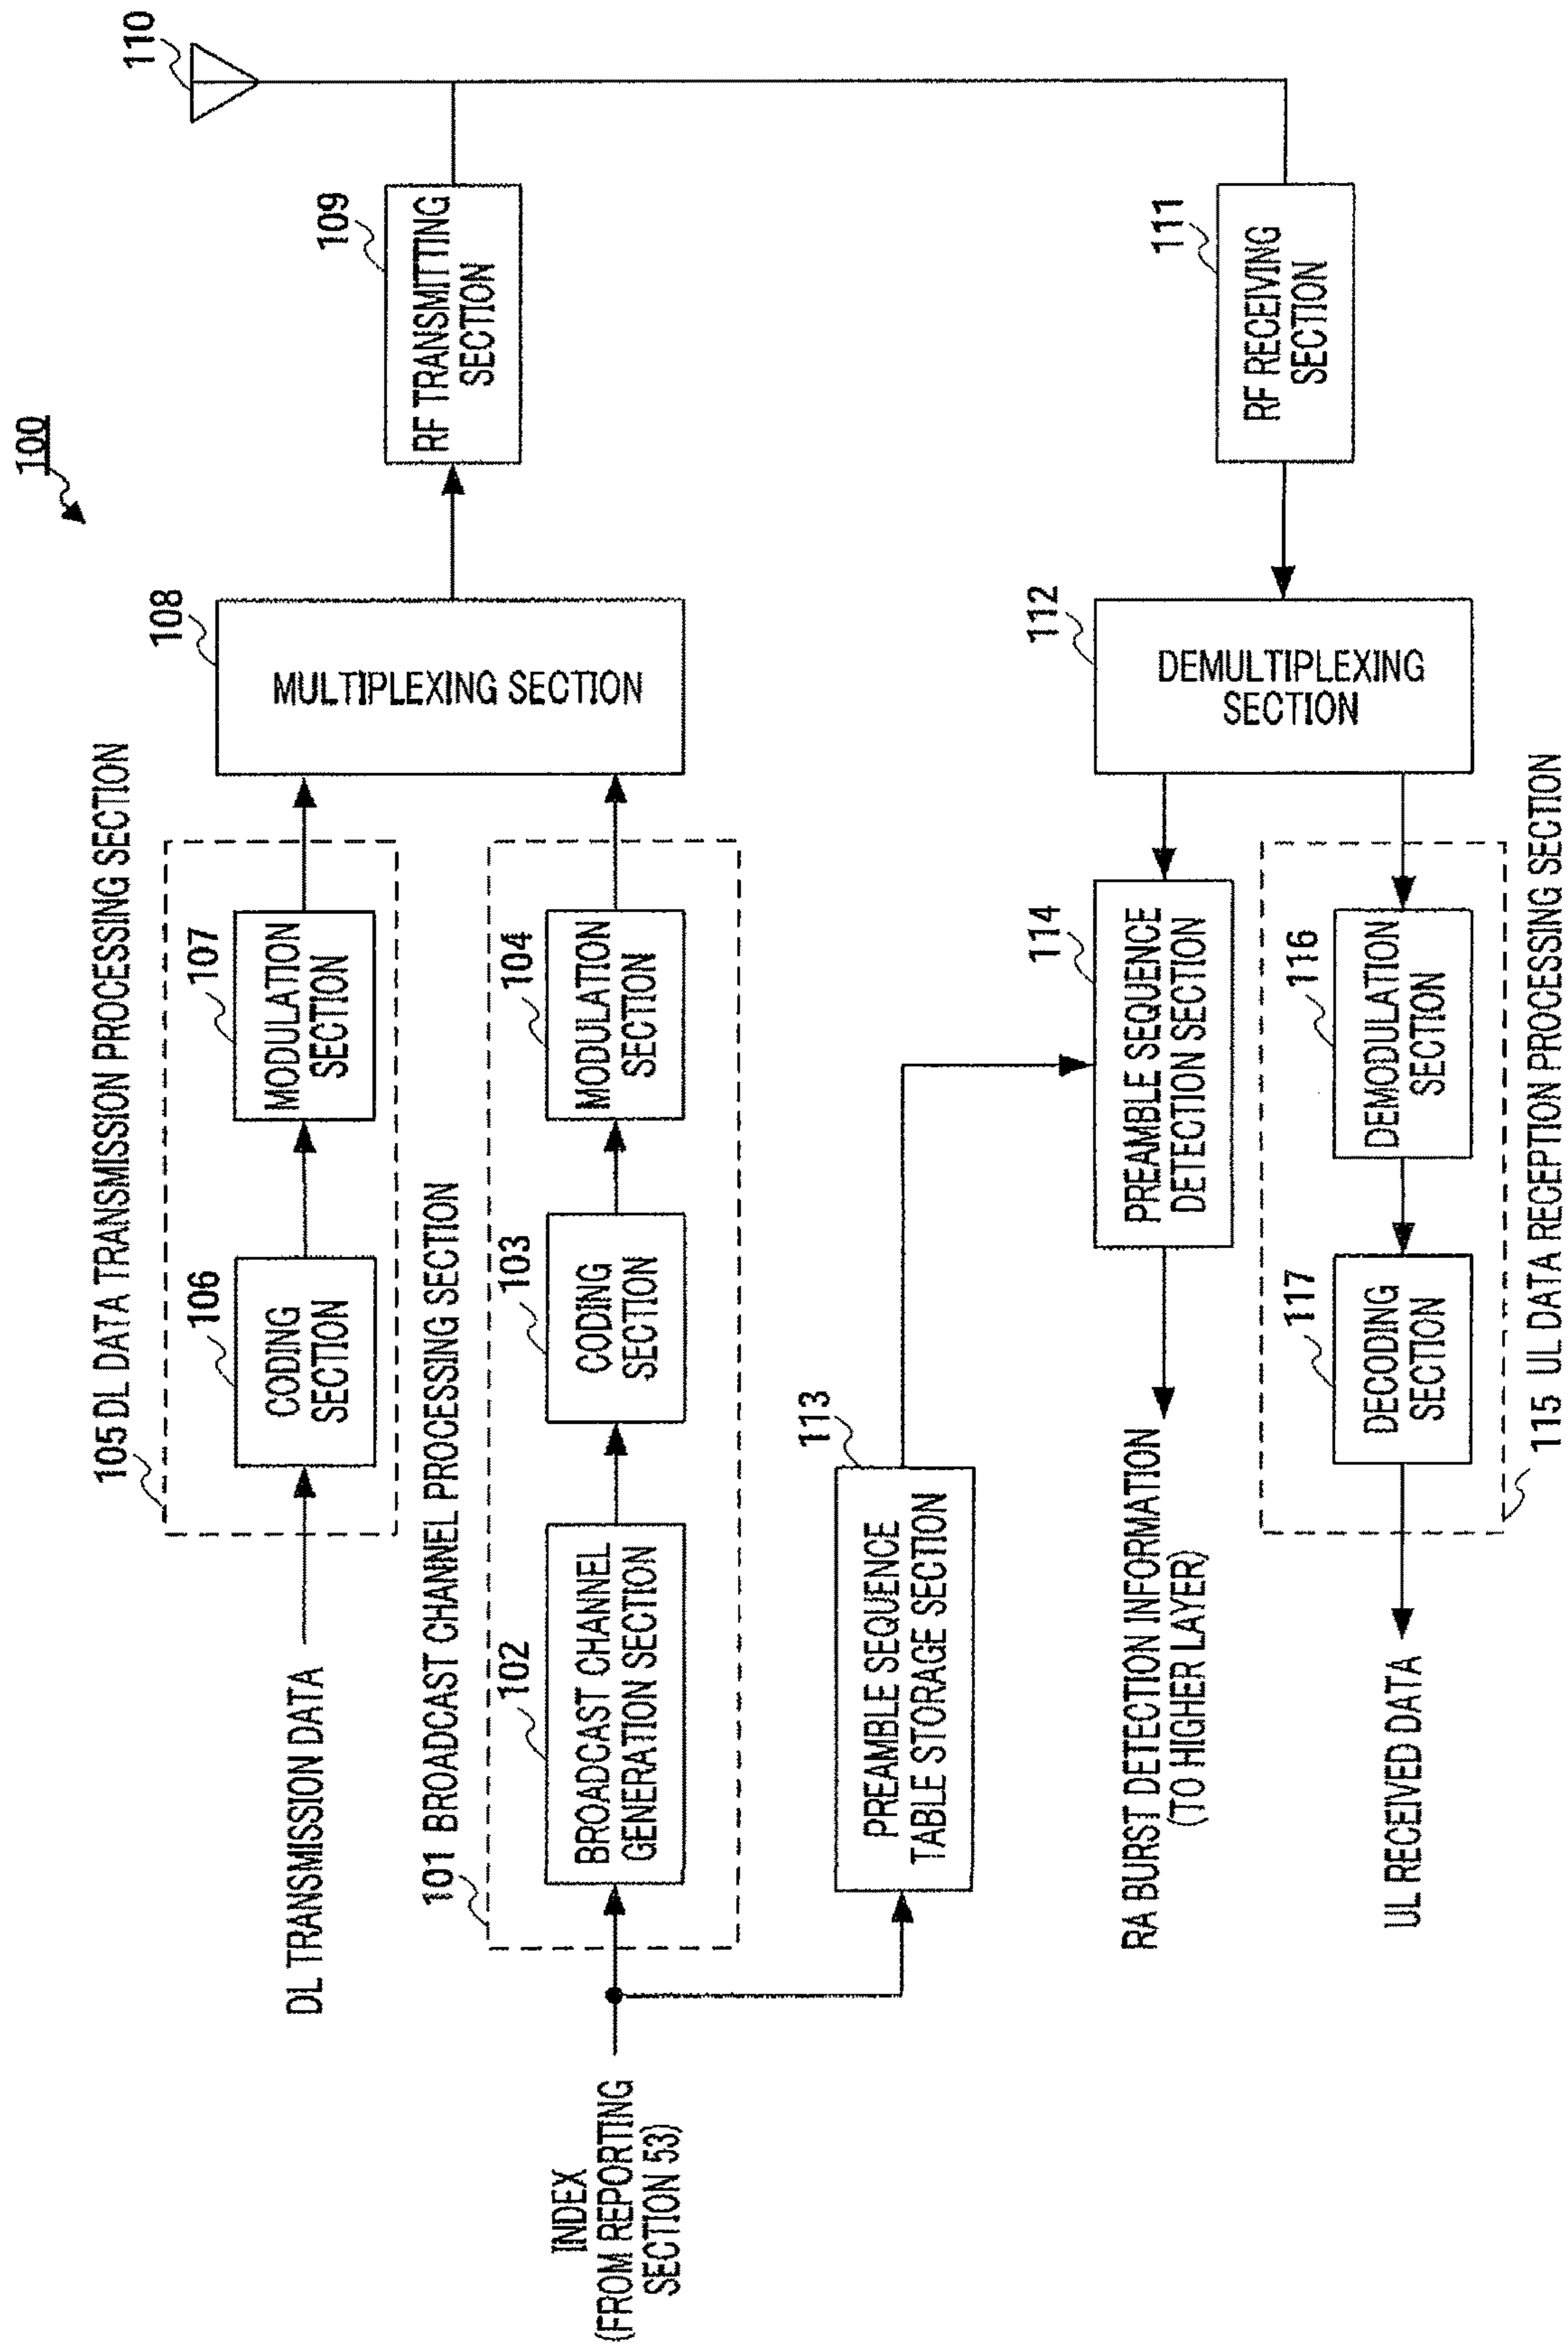 100
110
105 DL DATA TRANSMISSION PROCESSING SECTION
DL TRANSMISSION DATA
106
CODING
SECTION
107
MODULATION
SECTION
108
MULTIPLEXING SECTION
109
RF TRANSMITTING
SECTION
101 BROADCAST CHANNEL PROCESSING SECTION
INDEX
(FROM REPORTING
SECTION 53)
102
BROADCAST CHANNEL
GENERATION SECTION
103
CODING
SECTION
104
MODULATION
SECTION
113
PREAMBLE SEQUENCE
TABLE STORAGE SECTION
RA BURST DETECTION INFORMATION
(TO HIGHER LAYER)
114
PREAMBLE SEQUENCE
DETECTION SECTION
112
DEMULTIPLEXING
SECTION
111
RF RECEIVING
SECTION
UL RECEIVED DATA
117
DECODING
SECTION
116
DEMODULATION
SECTION
115 UL DATA RECEPTION PROCESSING SECTION